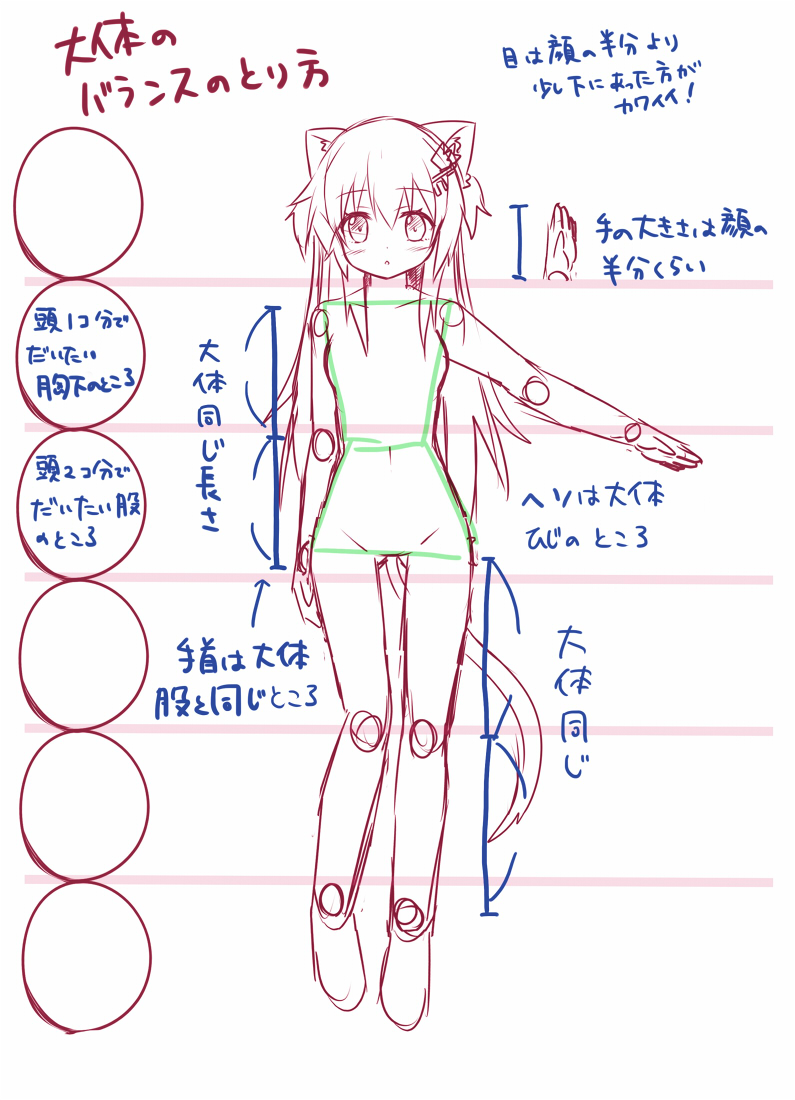 大体の
バランスのとり方
目は顔の半分より
少し下にあった方が
カワイイ！
手の大きさは顔の
半分くらい
頭1コ分で
だいたい
胸下のところ
大体同じ長さ
頭2コ分で
だいたい股
のところ
ヘソは大体
ひじのところ
手首は大体
股と同じところ
大体同じ